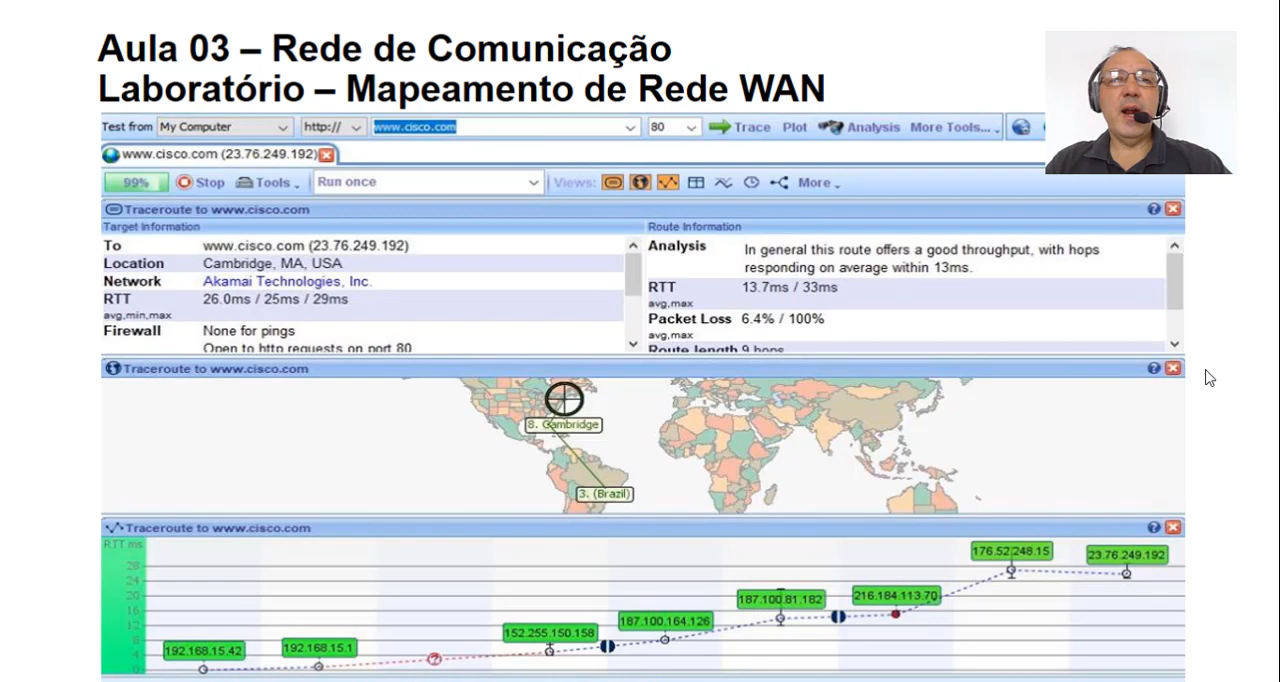 Aula 03 – Rede de Comunicação
Laboratório – Mapeamento de Rede WAN
Test from My Computer http:// www.cisco.com 80 Trace Plot Analysis More Tools...
www.cisco.com (23.76.249.192)
99% Stop Tools Run once Views: More
Traceroute to www.cisco.com
Target Information
To www.cisco.com (23.76.249.192)
Location Cambridge, MA, USA
Network Akamai Technologies, Inc.
RTT 26.0ms / 25ms / 29ms
avg,min,max
Firewall None for pings
Open to http requests on port 80
Route Information
Analysis In general this route offers a good throughput, with hops
responding on average within 13ms.
RTT 13.7ms / 33ms
avg,max
Packet Loss 6.4% / 100%
avg,max
Route length 9 hops
Traceroute to www.cisco.com
8. Cambridge
3. (Brazil)
Traceroute to www.cisco.com
RTT ms
28
24
20
16
12
8
4
0
192.168.15.42
192.168.15.1
?
152.255.150.158
187.100.164.126
187.100.81.182
216.184.113.70
176.52.248.15
23.76.249.192